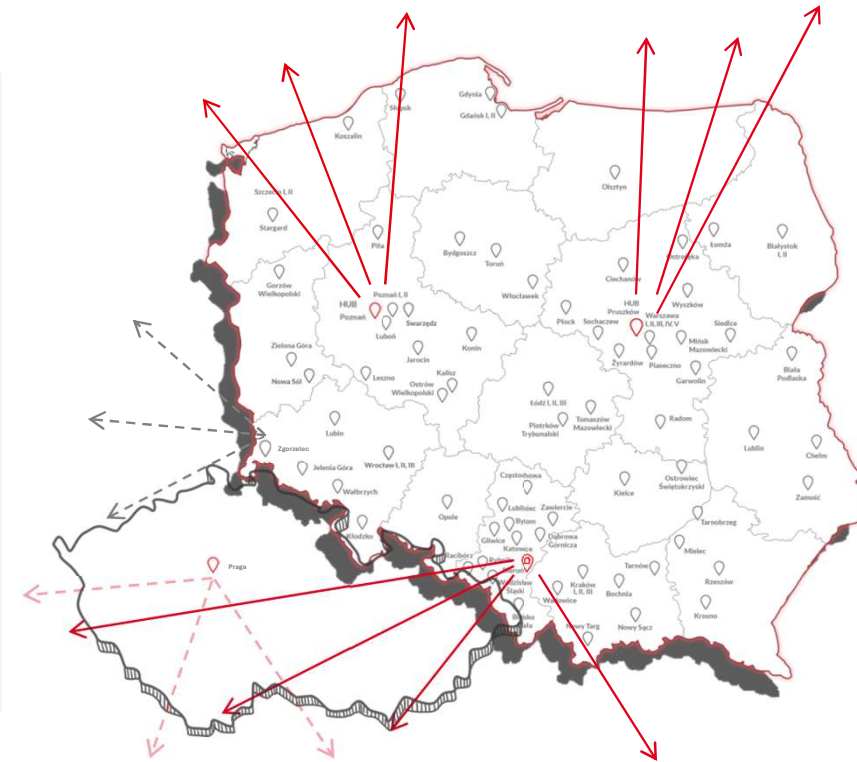 Gdynia
Gdańsk I, II
Słupsk
Koszalin
Szczecin I, II
Stargard
Piła
Olsztyn
Bydgoszcz
Toruń
Włocławek
Ostrołęka
Łomża
Białystok
I, II
Ciechanów
Wyszków
Gorzów
Wielkopolski
HUB
Poznań
Poznań I, II
Swarzędz
Luboń
Płock
Sochaczew
HUB
Pruszków
Warszawa
I, II, III, IV, V
Mińsk
Mazowiecki
Siedlce
Żyrardów
Piaseczno
Garwolin
Biała
Podlaska
Zielona Góra
Nowa Sól
Leszno
Jarocin
Konin
Kalisz
Ostrów
Wielkopolski
Łódź I, II, III
Piotrków
Trybunalski
Tomaszów
Mazowiecki
Radom
Lublin
Chełm
Zamość
Lubin
Zgorzelec
Jelenia Góra
Wrocław I, II, III
Wałbrzych
Kłodzko
Opole
Częstochowa
Lubliniec
Zawiercie
Bytom
Gliwice
Dąbrowa
Górnicza
Katowice
Racibórz
Wodzisław
Śląski
Bielsko
Biała
Wadowice
Kraków
I, II, III
Bochnia
Tarnów
Nowy Targ
Nowy Sącz
Kielce
Ostrowiec
Świętokrzyski
Tarnobrzeg
Mielec
Rzeszów
Krosno
Praga